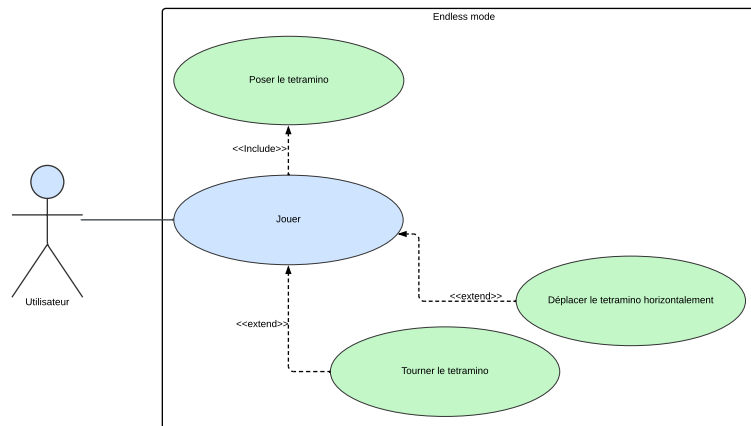 Endless mode
Poser le tetramino
<<Include>>
Jouer
Utilisateur
<<extend>>
Déplacer le tetramino horizontalement
<<extend>>
Tourner le tetramino